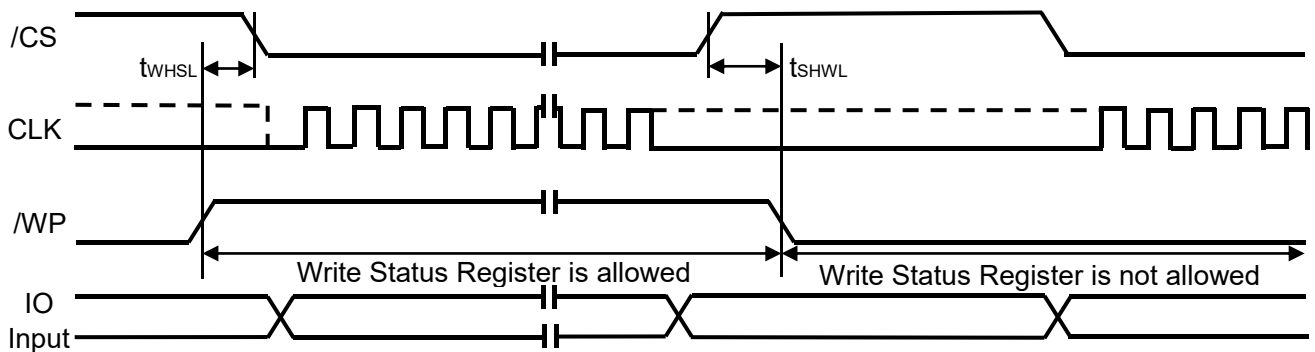 /CS
tWHSL
tSHWL
CLK
/WP
Write Status Register is allowed
Write Status Register is not allowed
IO
Input